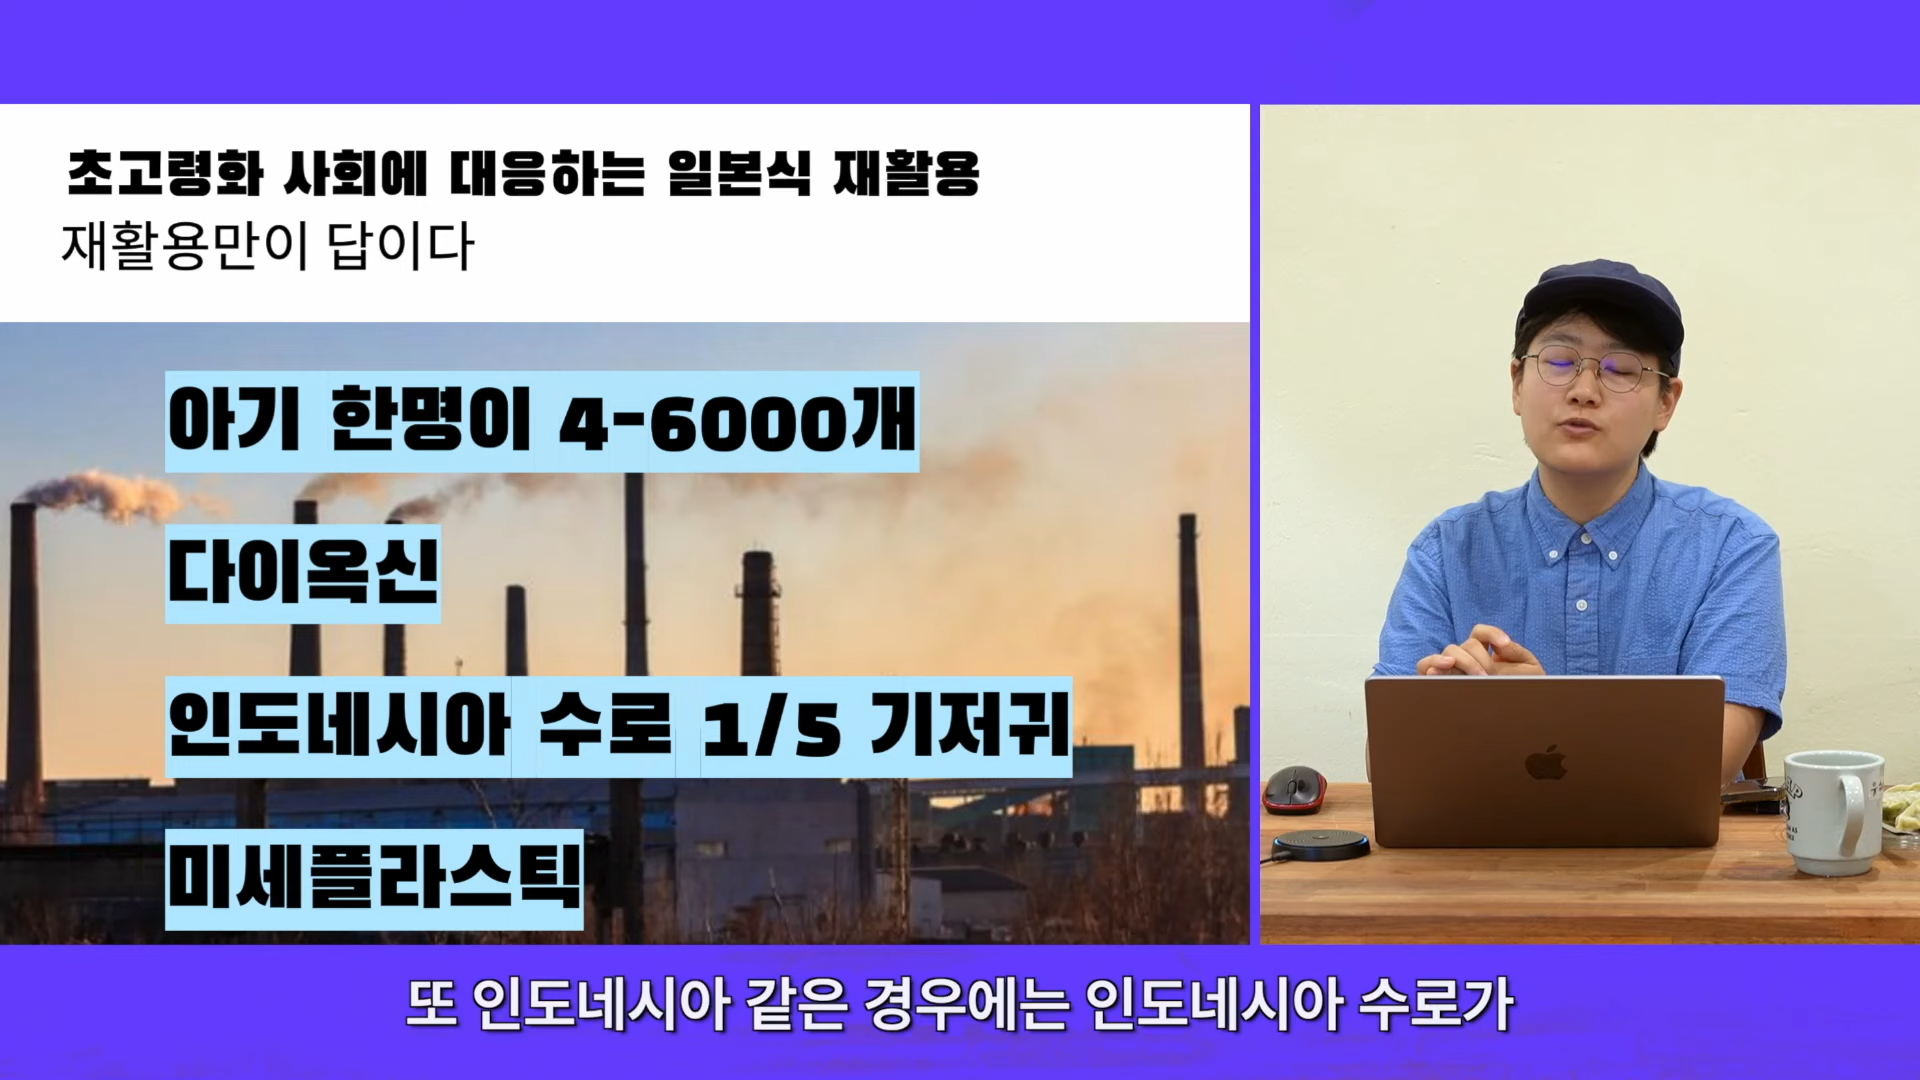 초고령화 사회에 대응하는 일본식 재활용
재활용만이 답이다
아기 한명이 4-6000개
다이옥신
인도네시아 수로 1/5 기저귀
미세플라스틱
또 인도네시아 같은 경우에는 인도네시아 수로가